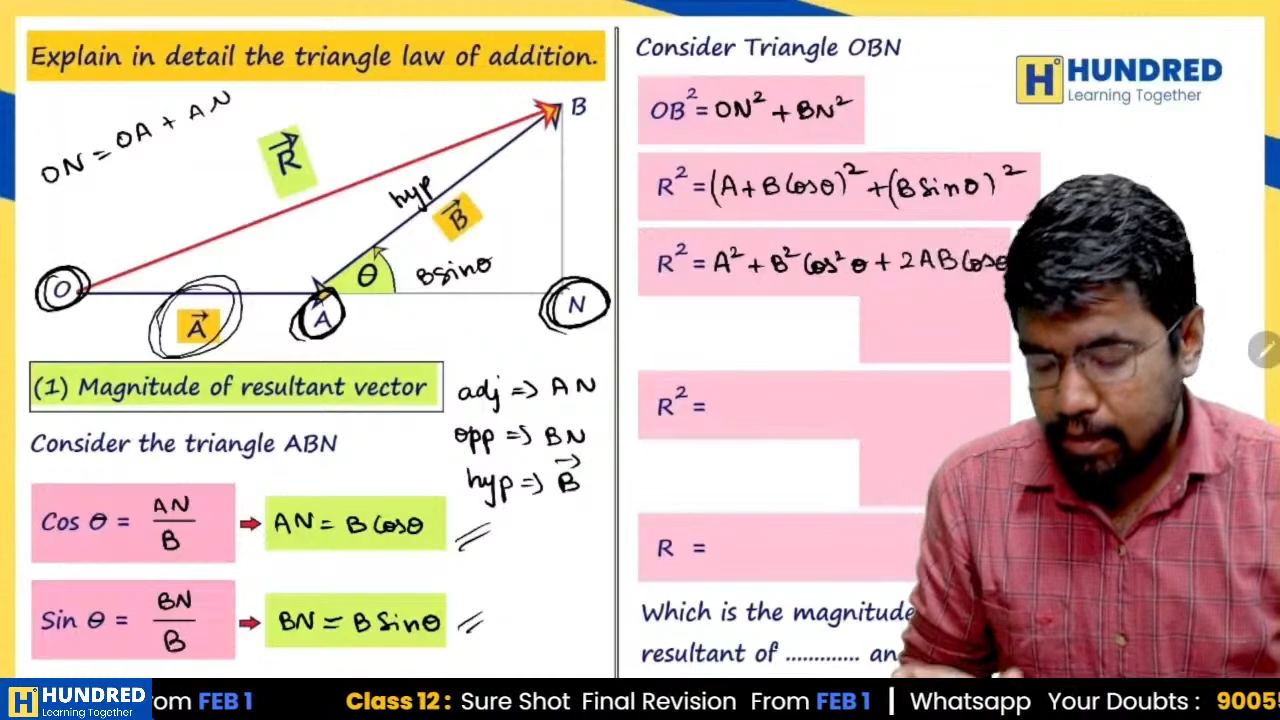 Explain in detail the triangle law of addition.
ON = OA + AN
R
hyp
B
B
θ
B sinθ
O
A
A
N
(1) Magnitude of resultant vector
adj => AN
opp => BN
hyp => B
Consider the triangle ABN
Cos θ = AN/B
AN = B Cosθ
Sin θ = BN/B
BN = B Sinθ
Consider Triangle OBN
H HUNDRED
Learning Together
OB² = ON² + BN²
R² = (A + B Cosθ)² + (B Sinθ)²
R² = A² + B² Cos² θ + 2AB Cosθ
R² =
R =
Which is the magnitude
resultant of ............. an
H HUNDRED
Learning Together
rom FEB 1
Class 12 : Sure Shot Final Revision From FEB 1 | Whatsapp Your Doubts : 9005